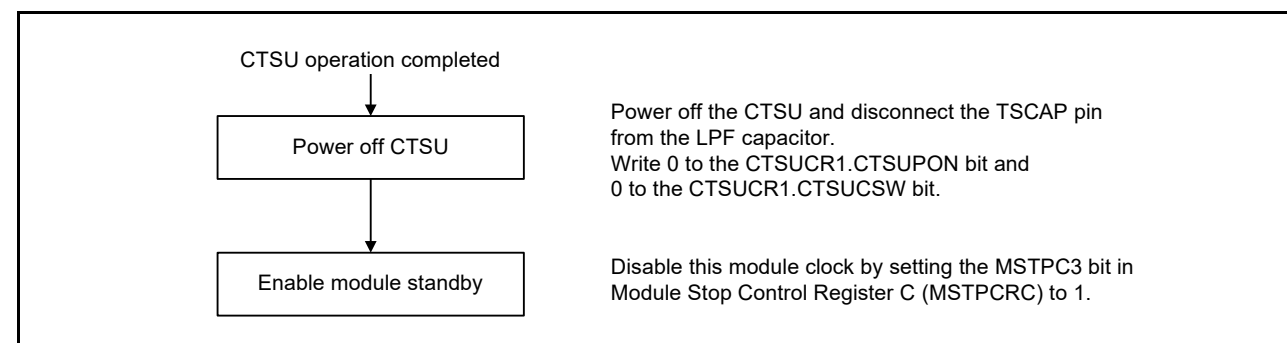 CTSU operation completed
Power off CTSU
Power off the CTSU and disconnect the TSCAP pin
from the LPF capacitor.
Write 0 to the CTSUCR1.CTSUPON bit and
0 to the CTSUCR1.CTSUCSW bit.
Enable module standby
Disable this module clock by setting the MSTPC3 bit in
Module Stop Control Register C (MSTPCRC) to 1.